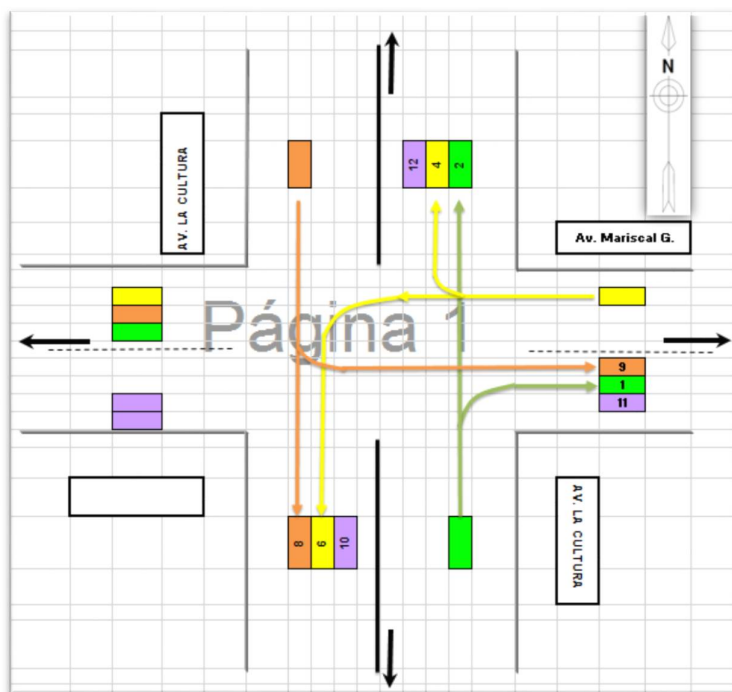 N
12
4
2
AV. LA CULTURA
Av. Mariscal G.
Página 1
9
1
11
8
6
10
AV. LA CULTURA